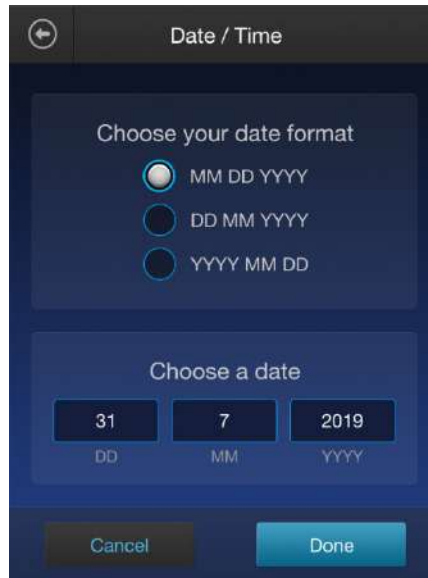 Date / Time
Choose your date format
MM DD YYYY
DD MM YYYY
YYYY MM DD
Choose a date
31 7 2019
DD MM YYYY
Cancel Done